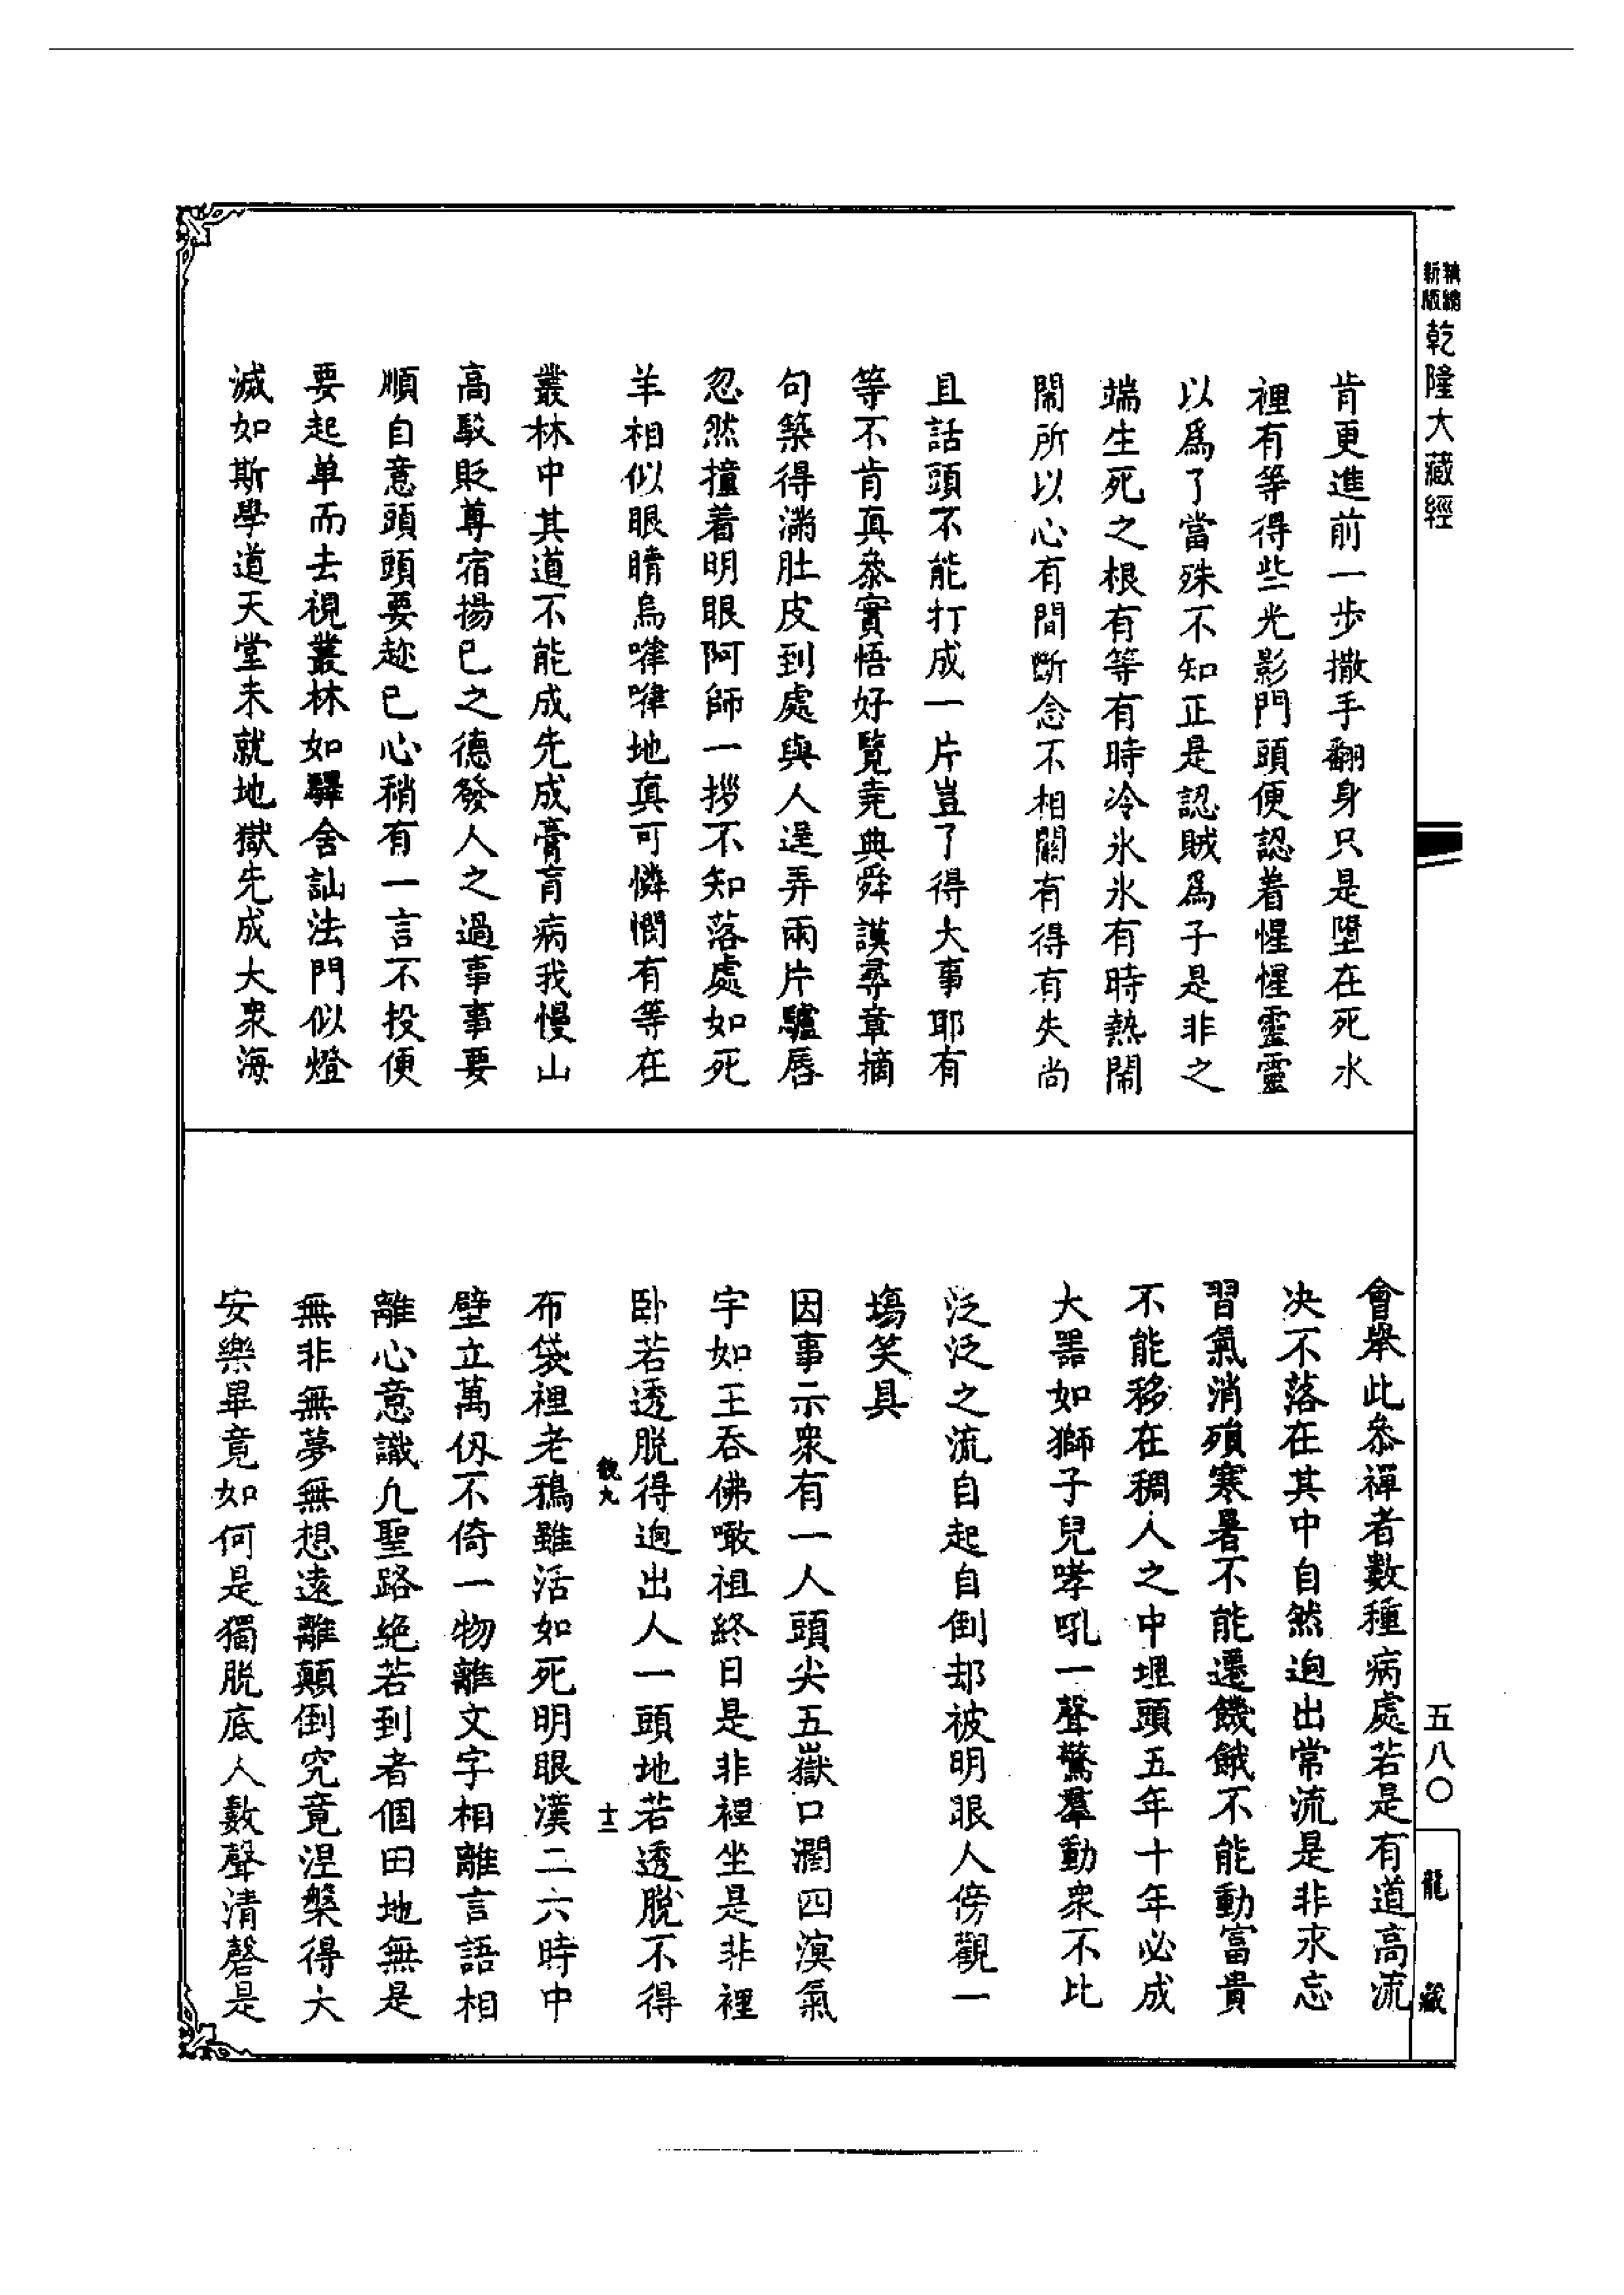 新編縮版乾隆大藏經
肯更進前一步撒手翻身只是墮在死水
裡有等得些光影門頭便認着惺惺靈靈
以爲了當殊不知正是認賊爲子是非之
端生死之根有等有時冷氷氷有時熱鬧
鬧所以心有間斷念不相關有得有失尚
且話頭不能打成一片豈了得大事耶有
等不肯真叅實悟好覽堯典舜謨尋章摘
句築得滿肚皮到處與人逞弄兩片驢唇
忽然撞着明眼阿師一拶不知落處如死
羊相似眼睛烏嘩嘩地真可憐憫有等在
叢林中其道不能成先成膏肓病我慢山
高駁貶尊宿揚已之德發人之過事事要
順自意頭頭要趂已心稍有一言不投便
要起单而去視叢林如驛舍訕法門似燈
滅如斯學道天堂未就地獄先成大衆海
會舉此叅禪者數種病處若是有道高流
决不落在其中自然逈出常流是非永忘
習氣消殞寒暑不能遷饑餓不能動富貴
不能移在稠人之中埋頭五年十年必成
大噐如獅子兒哮吼一聲驚羣動衆不比
泛泛之流自起自倒却被明眼人傍觀一
塲笑具
因事示衆有一人頭尖五嶽口濶四溟氣
宇如王吞佛噉祖終日是非裡坐是非裡
卧若透脫得逈出人一頭地若透脫不得
布袋裡老鴉雖活如死明眼漢二六時中
壁立萬仞不倚一物離文字相離言語相
離心意識凢聖路絕若到者個田地無是
無非無夢無想遠離顛倒究竟涅槃得大
安樂畢竟如何是獨脫底人數聲清磬是
九
十二
五八〇
龍藏